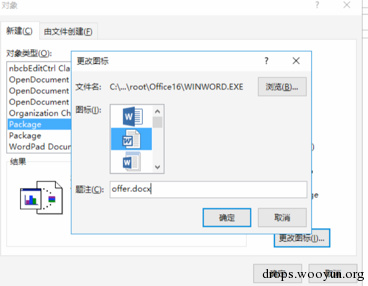 对象
新建(C)
由文件创建(F)
对象类型(O):
nbcbEditCtrl Cla
OpenDocument
OpenDocument
OpenDocument
Organization Ch
Package
Package
WordPad Docum
结果
更改图标
文件名: C:\...\root\Office16\WINWORD.EXE
浏览(B)...
图标(I):
题注(C): offer.docx
确定
取消
更改图标(I)...
drops.wooyun.org